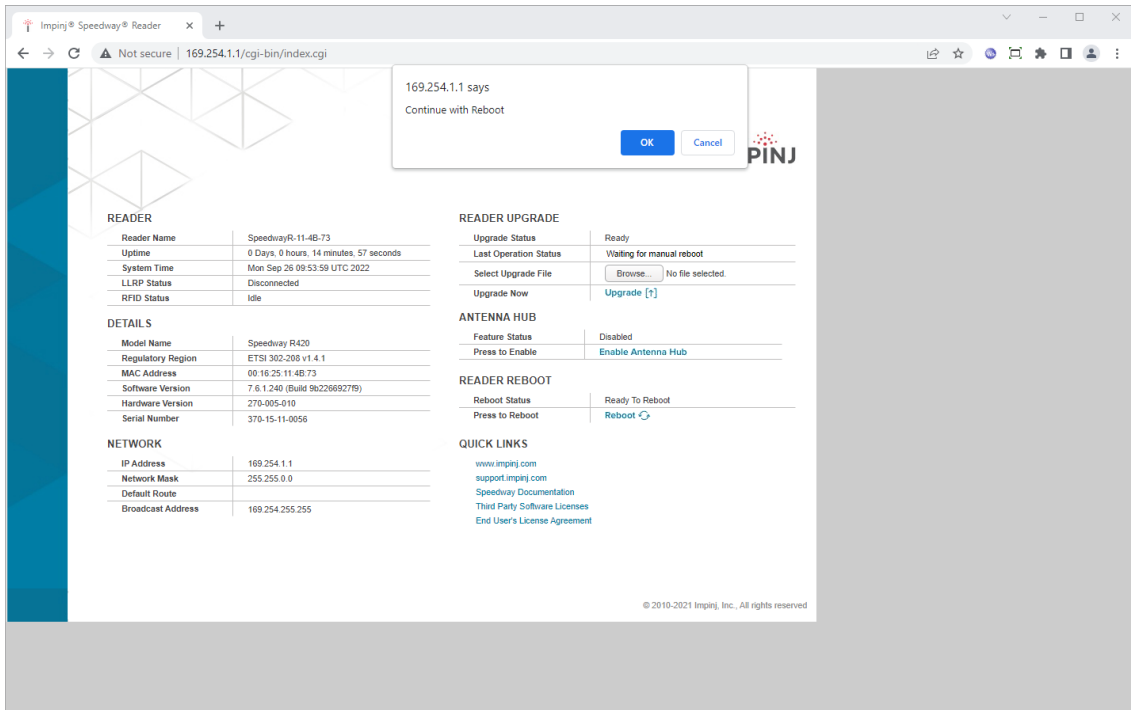 Impinj® Speedway® Reader
Not secure | 169.254.1.1/cgi-bin/index.cgi
169.254.1.1 says
Continue with Reboot
OK Cancel
PINJ
READER
Reader Name SpeedwayR-11-4B-73
Uptime 0 Days, 0 hours, 14 minutes, 57 seconds
System Time Mon Sep 26 09:53:59 UTC 2022
LLRP Status Disconnected
RFID Status Idle
DETAILS
Model Name Speedway R420
Regulatory Region ETSI 302-208 v1.4.1
MAC Address 00:16:25:11:4B:73
Software Version 7.6.1.240 (Build 9b2266927f9)
Hardware Version 270-005-010
Serial Number 370-15-11-0056
NETWORK
IP Address 169.254.1.1
Network Mask 255.255.0.0
Default Route
Broadcast Address 169.254.255.255
READER UPGRADE
Upgrade Status Ready
Last Operation Status Waiting for manual reboot
Select Upgrade File Browse... No file selected.
Upgrade Now Upgrade [↑]
ANTENNA HUB
Feature Status Disabled
Press to Enable Enable Antenna Hub
READER REBOOT
Reboot Status Ready To Reboot
Press to Reboot Reboot
QUICK LINKS
www.impinj.com
support.impinj.com
Speedway Documentation
Third Party Software Licenses
End User's License Agreement
© 2010-2021 Impinj, Inc., All rights reserved